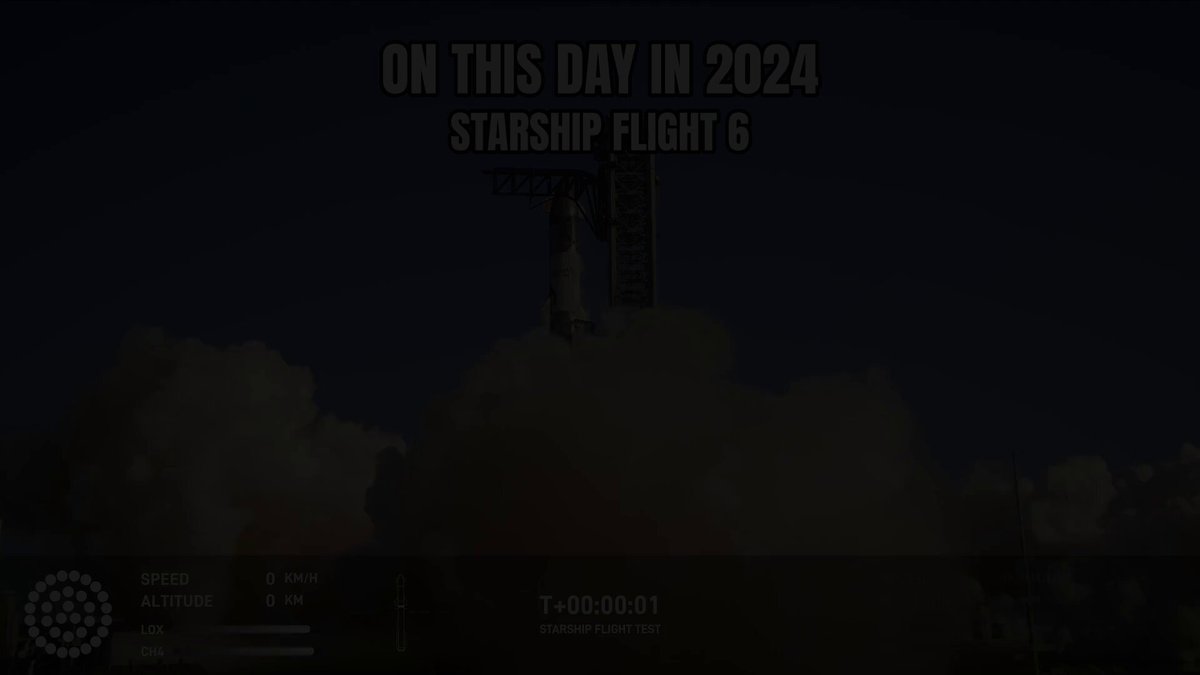 ON THIS DAY IN 2024
STARSHIP FLIGHT 6
SPEED 0 KM/H
ALTITUDE 0 KM
LOX
CH4
T+00:00:01
STARSHIP FLIGHT TEST